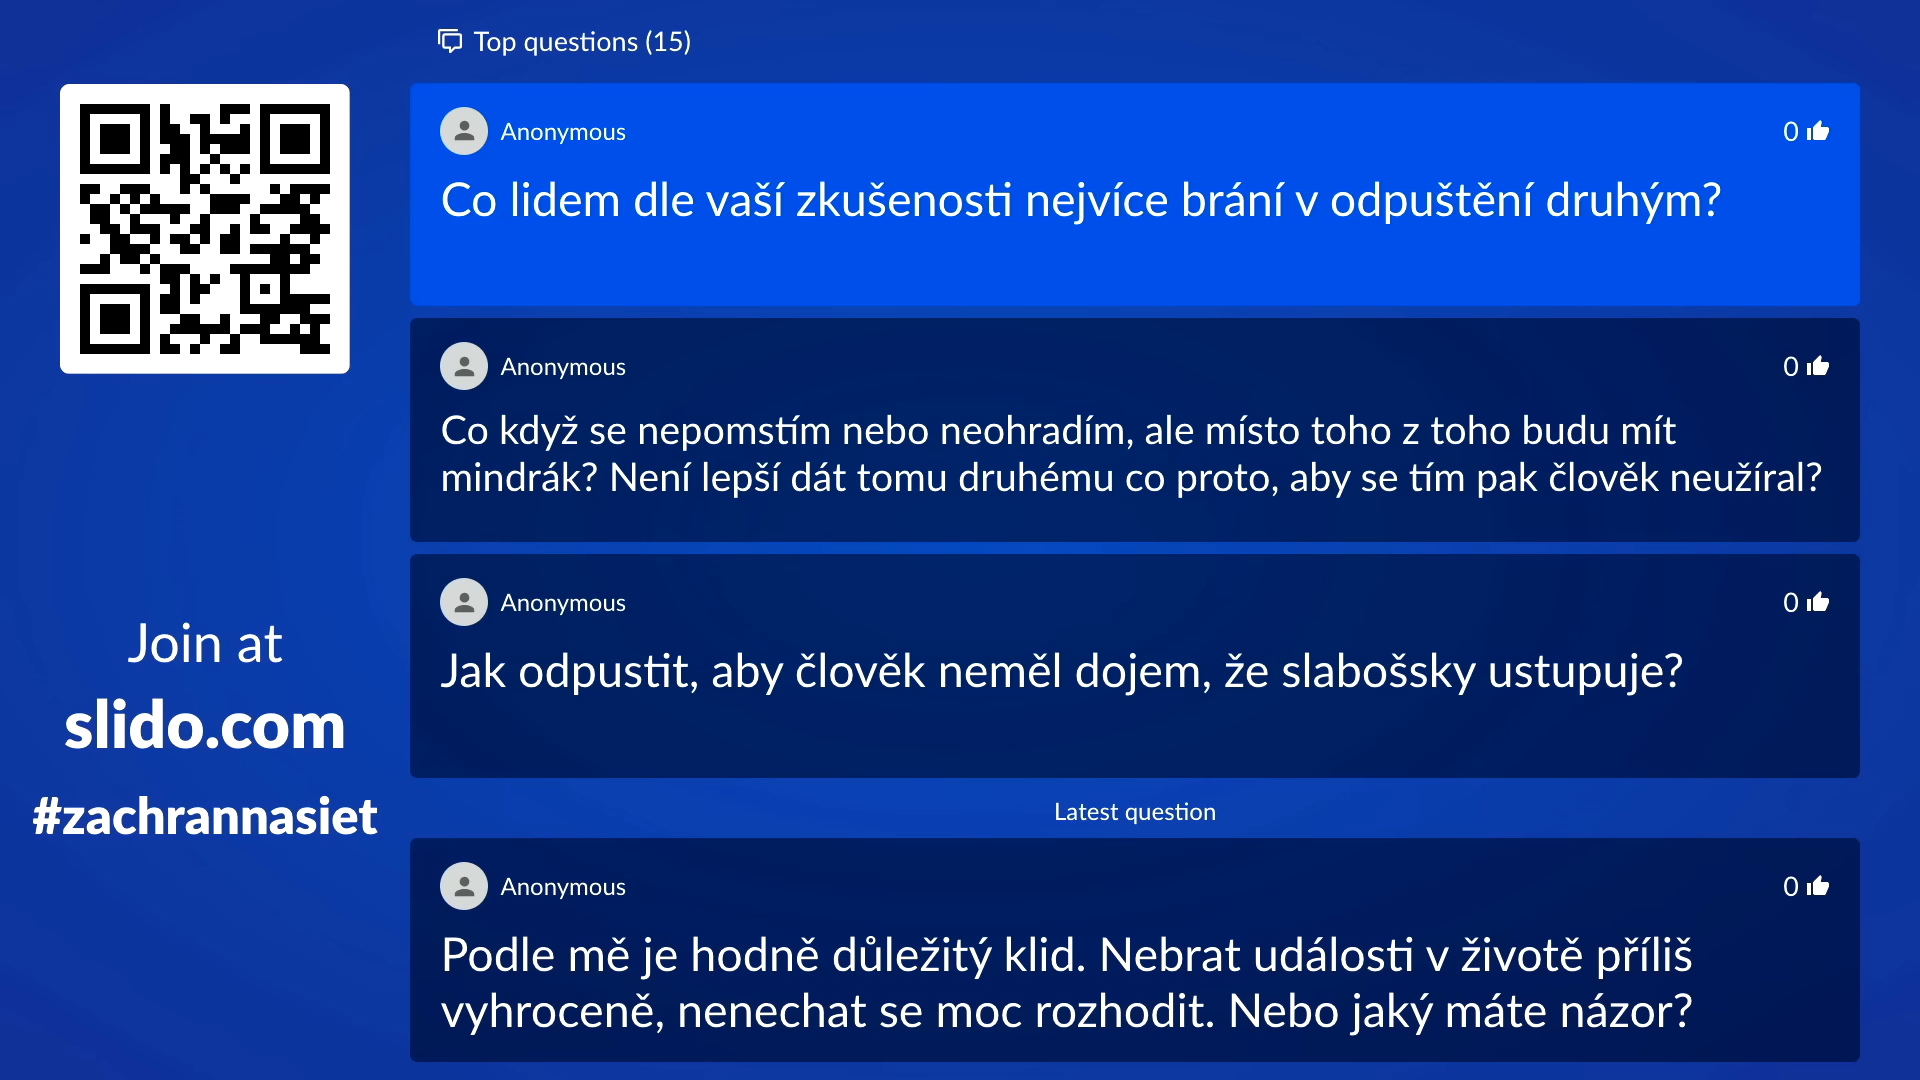 Top questions (15)
Anonymous
0
Co lidem dle vaší zkušenosti nejvíce brání v odpuštění druhým?
Anonymous
0
Co když se nepomstím nebo neohradím, ale místo toho z toho budu mít
mindrák? Není lepší dát tomu druhému co proto, aby se tím pak člověk neužíral?
Anonymous
0
Jak odpustit, aby člověk neměl dojem, že slabošsky ustupuje?
Latest question
Anonymous
0
Podle mě je hodně důležitý klid. Nebrat události v životě příliš
vyhroceně, nenechat se moc rozhodit. Nebo jaký máte názor?
Join at
slido.com
#zachrannasiet